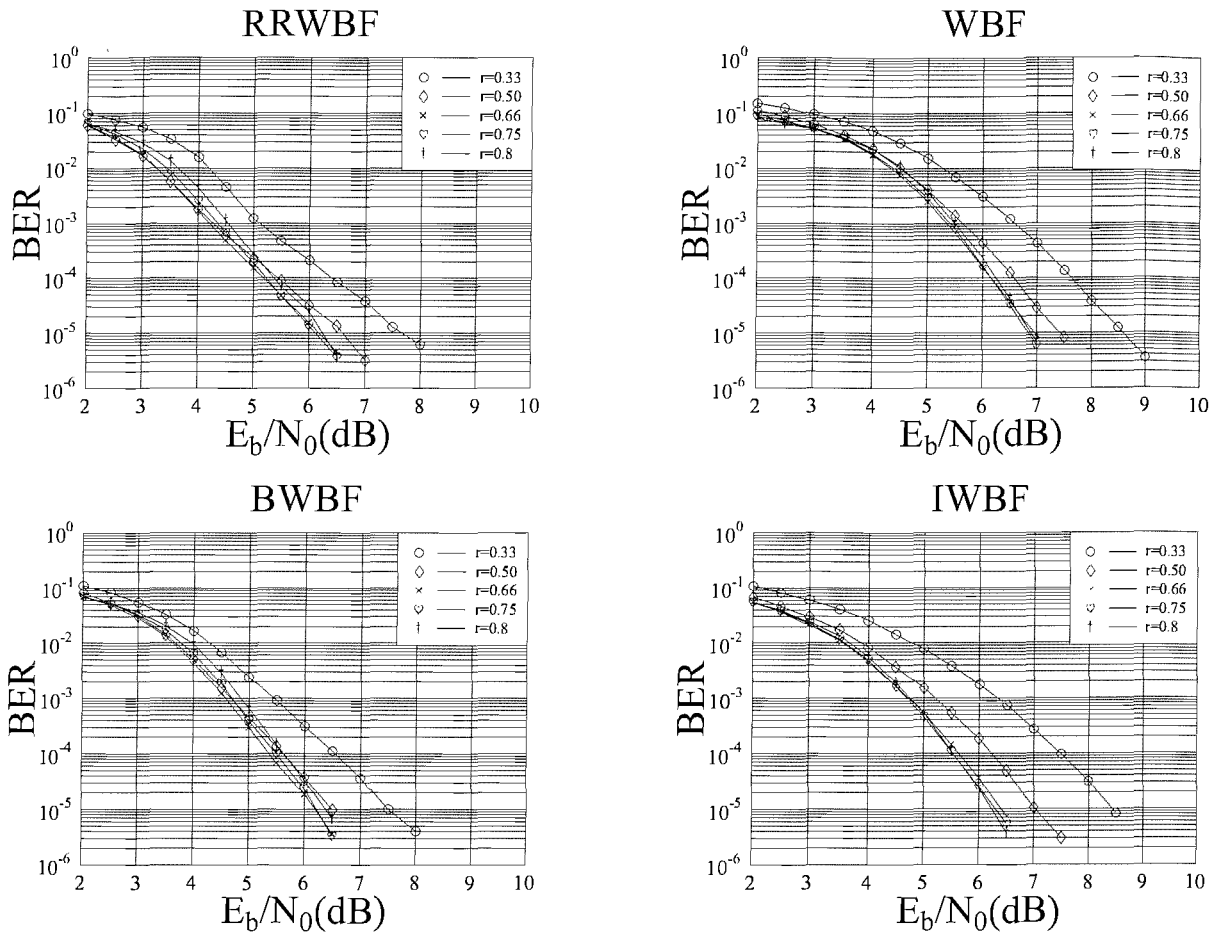 RRWBF
10^0
10^-1
10^-2
10^-3
10^-4
10^-5
10^-6
BER
r=0.33
r=0.50
r=0.66
r=0.75
r=0.8
2 3 4 5 6 7 8 9 10
E_b/N_0(dB)
WBF
10^0
10^-1
10^-2
10^-3
10^-4
10^-5
10^-6
BER
r=0.33
r=0.50
r=0.66
r=0.75
r=0.8
2 3 4 5 6 7 8 9 10
E_b/N_0(dB)
BWBF
10^0
10^-1
10^-2
10^-3
10^-4
10^-5
10^-6
BER
r=0.33
r=0.50
r=0.66
r=0.75
r=0.8
2 3 4 5 6 7 8 9 10
E_b/N_0(dB)
IWBF
10^0
10^-1
10^-2
10^-3
10^-4
10^-5
10^-6
BER
r=0.33
r=0.50
r=0.66
r=0.75
r=0.8
2 3 4 5 6 7 8 9 10
E_b/N_0(dB)